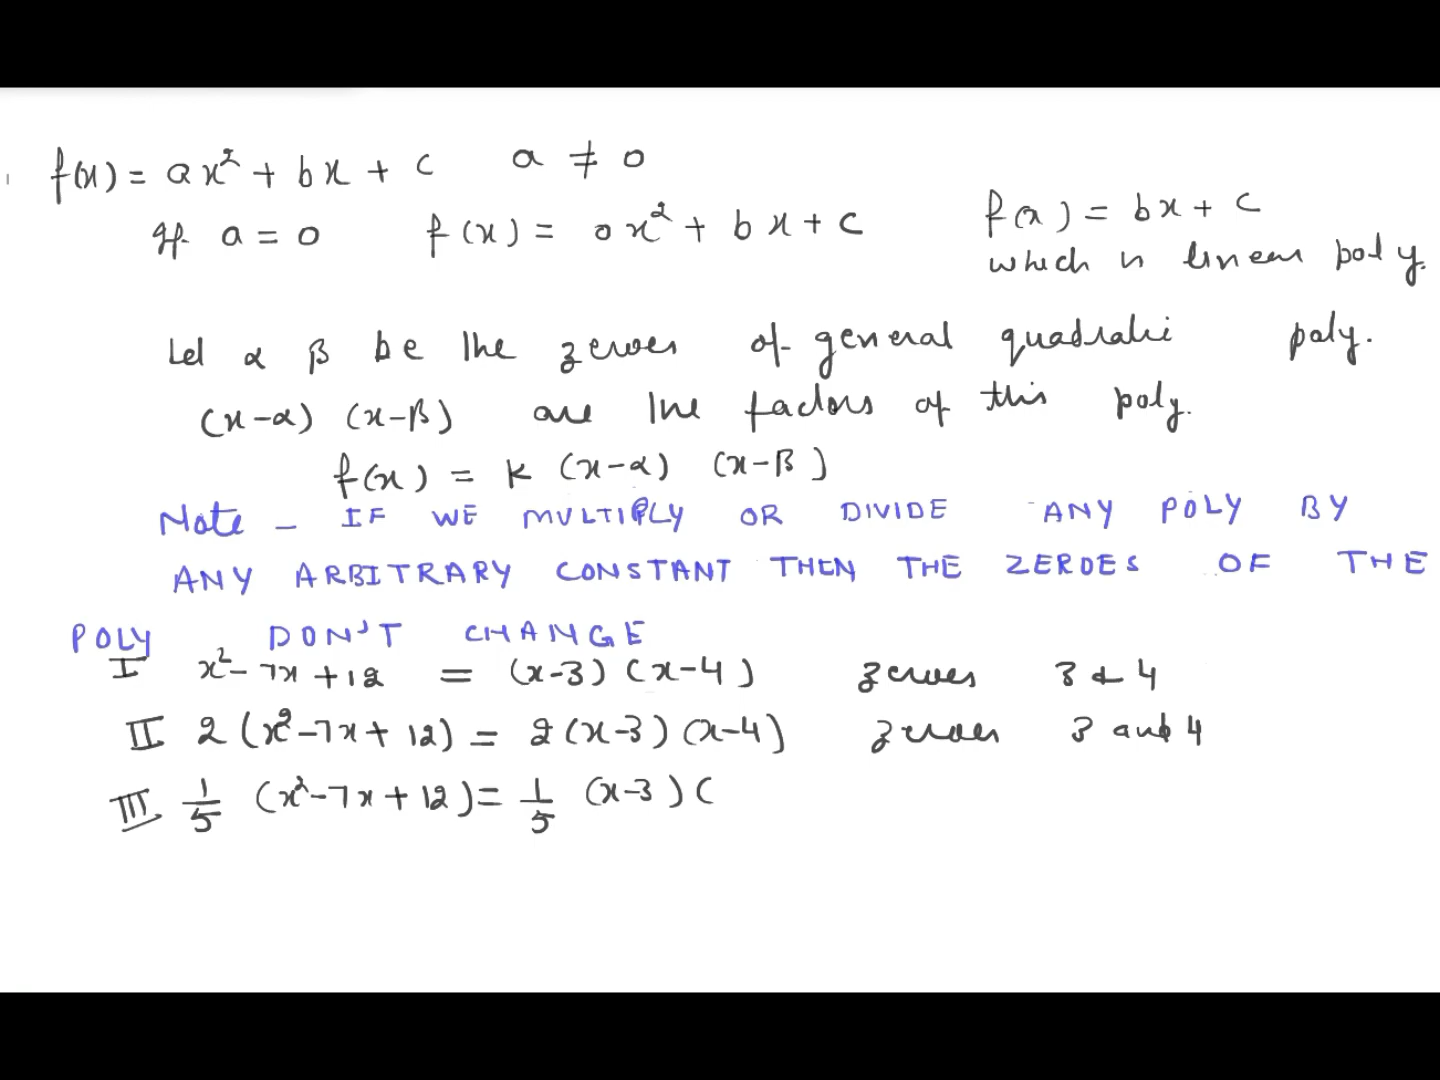 f(x) = ax² + bx + c a ≠ 0
If a = 0 f(x) = 0x² + bx + c f(x) = bx + c
which is linear poly.
Let α β be the zeroes of general quadratic poly.
(x-α) (x-β) are the factors of this poly.
f(x) = K (x-α) (x-β)
Note - IF WE MULTIPLY OR DIVIDE ANY POLY BY
ANY ARBITRARY CONSTANT THEN THE ZEROES OF THE
POLY DON'T CHANGE
I x² - 7x + 12 = (x-3) (x-4) zeroes 3 & 4
II 2 (x² - 7x + 12) = 2 (x-3) (x-4) zeroes 3 and 4
III 1/5 (x² - 7x + 12) = 1/5 (x-3) (